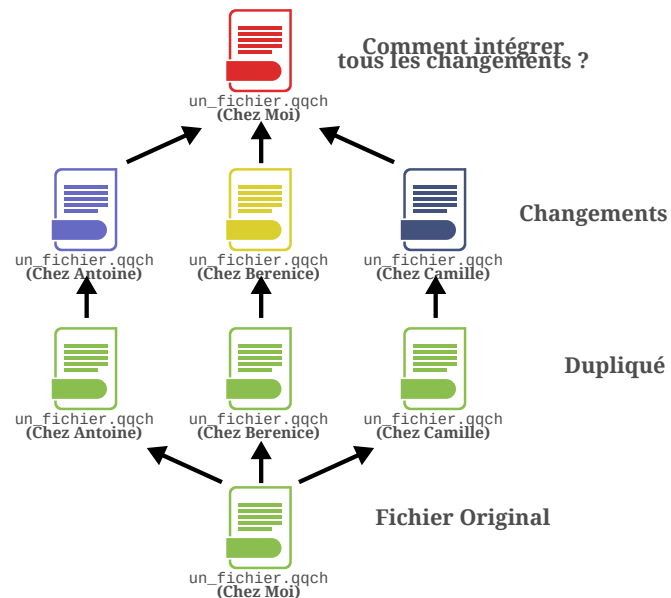 Comment intégrer
tous les changements ?
un_fichier.qqch
(Chez Moi)
Changements
un_fichier.qqch
(Chez Antoine)
un_fichier.qqch
(Chez Berenice)
un_fichier.qqch
(Chez Camille)
Dupliqué
un_fichier.qqch
(Chez Antoine)
un_fichier.qqch
(Chez Berenice)
un_fichier.qqch
(Chez Camille)
Fichier Original
un_fichier.qqch
(Chez Moi)